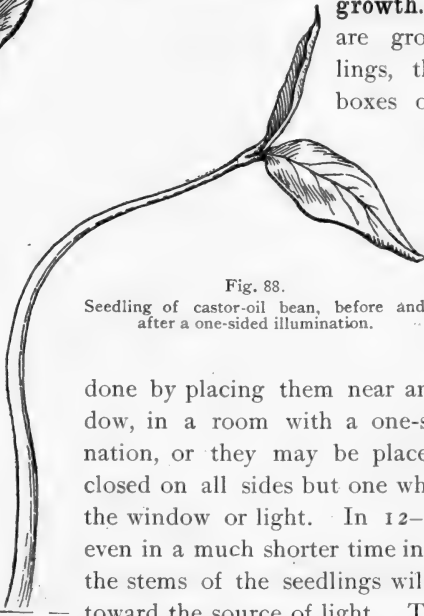 growth.
are gro
lings, th
boxes o
Fig. 88.
Seedling of castor-oil bean, before and
after a one-sided illumination.
done by placing them near an
dow, in a room with a one-s
nation, or they may be place
closed on all sides but one wh
the window or light. In 12–
even in a much shorter time in
the stems of the seedlings wil
toward the source of light. T